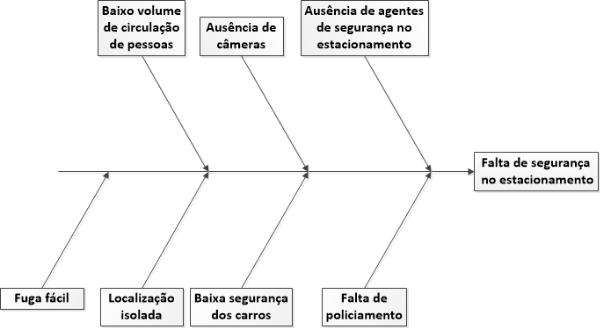 Baixo volume
de circulação
de pessoas
Ausência de
câmeras
Ausência de agentes
de segurança no
estacionamento
Falta de segurança
no estacionamento
Fuga fácil
Localização
isolada
Baixa segurança
dos carros
Falta de
policiamento